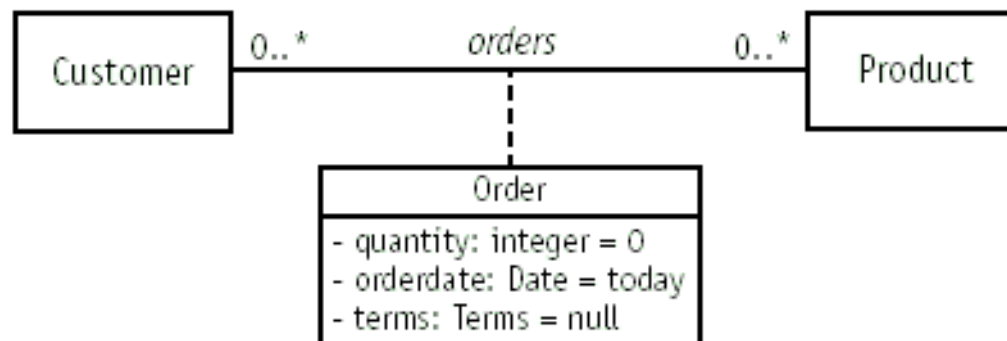 0..* orders 0..*
Customer Product
Order
- quantity: integer = 0
- orderdate: Date = today
- terms: Terms = null